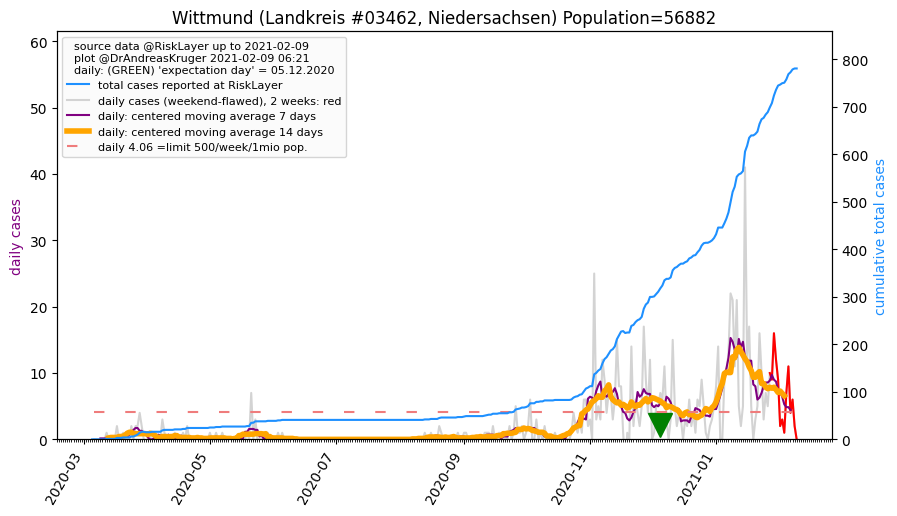 Wittmund (Landkreis #03462, Niedersachsen) Population=56882
source data @RiskLayer up to 2021-02-09
plot @DrAndreasKruger 2021-02-09 06:21
daily: (GREEN) 'expectation day' = 05.12.2020
total cases reported at RiskLayer
daily cases (weekend-flawed), 2 weeks: red
daily: centered moving average 7 days
daily: centered moving average 14 days
daily 4.06 =limit 500/week/1mio pop.
daily cases
60
50
40
30
20
10
0
cumulative total cases
800
700
600
500
400
300
200
100
0
2020-03
2020-05
2020-07
2020-09
2020-11
2021-01